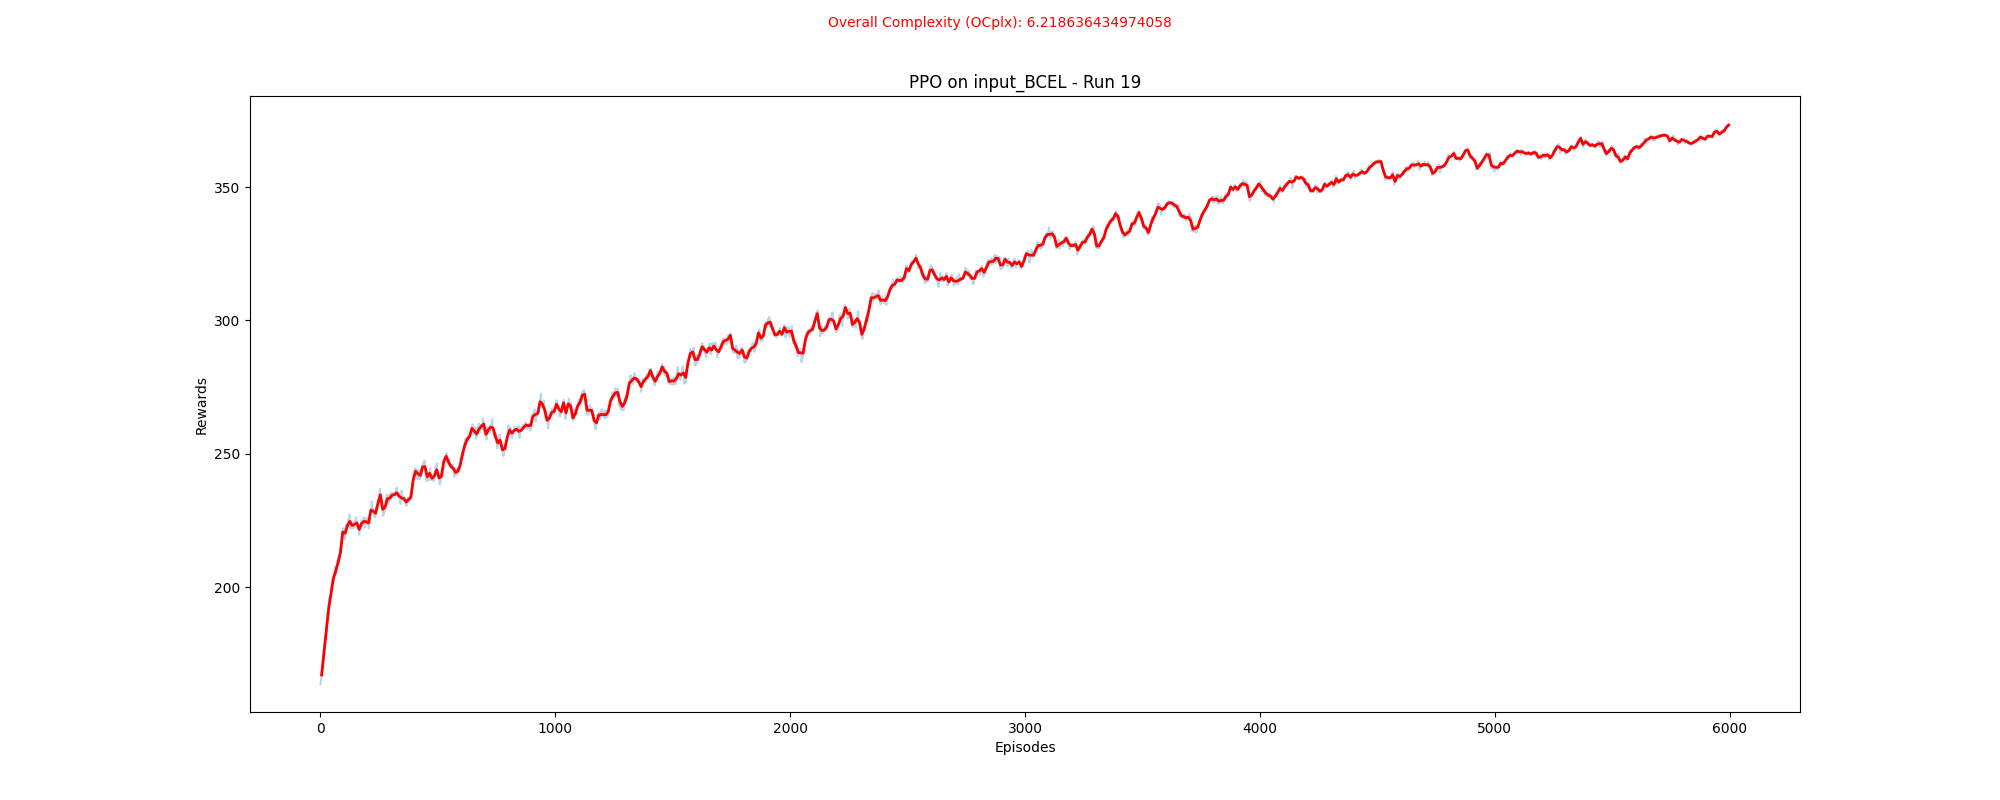 Overall Complexity (OCplx): 6.218636434974058
PPO on input_BCEL - Run 19
Rewards
350
300
250
200
0 1000 2000 3000 4000 5000 6000
Episodes